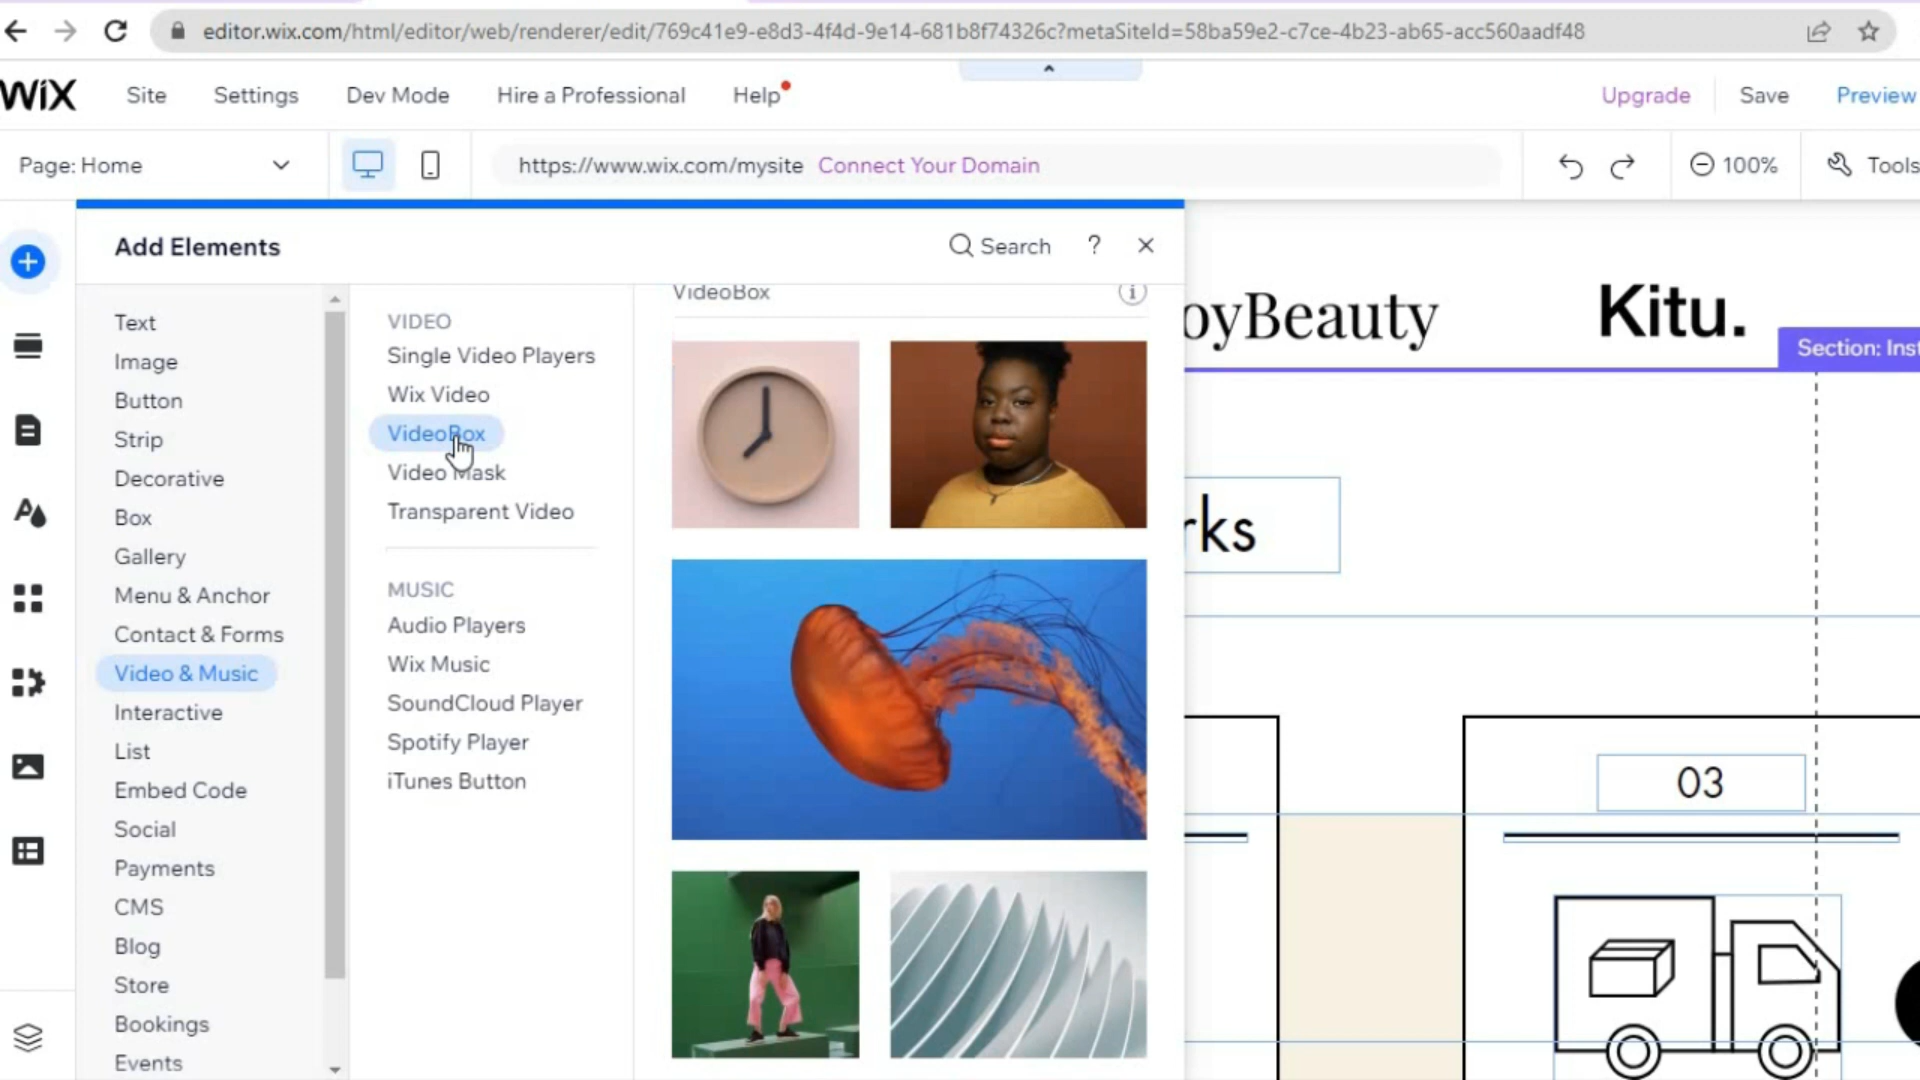 editor.wix.com/html/editor/web/renderer/edit/769c41e9-e8d3-4f4d-9e14-681b8f74326c?metaSiteId=58ba59e2-c7ce-4b23-ab65-acc560aadf48
WiX Site Settings Dev Mode Hire a Professional Help Upgrade Save Preview
Page: Home https://www.wix.com/mysite Connect Your Domain 100% Tools
Add Elements Search ?
Text
Image
Button
Strip
Decorative
Box
Gallery
Menu & Anchor
Contact & Forms
Video & Music
Interactive
List
Embed Code
Social
Payments
CMS
Blog
Store
Bookings
Events
VIDEO
Single Video Players
Wix Video
VideoBox
Video Mask
Transparent Video
MUSIC
Audio Players
Wix Music
SoundCloud Player
Spotify Player
iTunes Button
VideoBox
oyBeauty
Kitu.
Section: Inst
rks
03